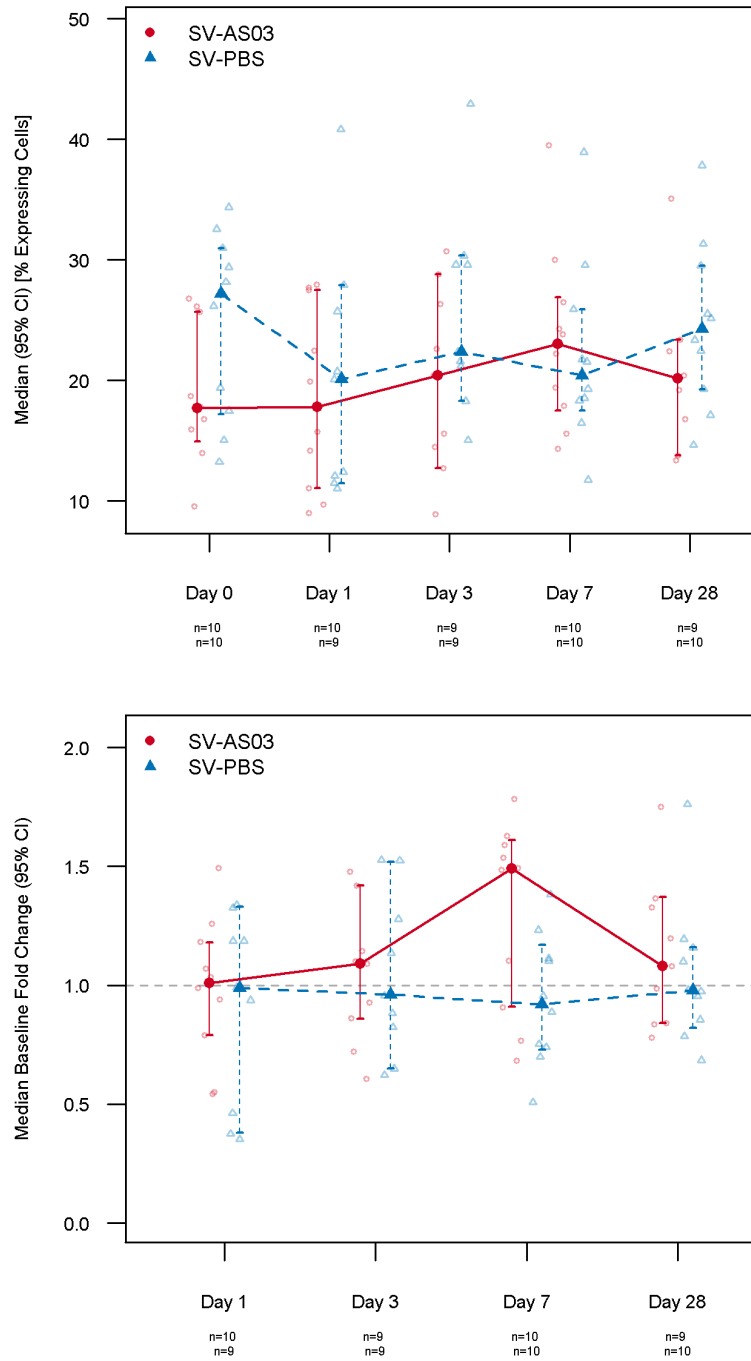 Median (95% CI) [% Expressing Cells]
50
40
30
20
10
SV-AS03
SV-PBS
Day 0 Day 1 Day 3 Day 7 Day 28
n=10 n=10 n=9 n=10 n=9
n=10 n=9 n=9 n=10 n=10
Median Baseline Fold Change (95% CI)
2.0
1.5
1.0
0.5
0.0
SV-AS03
SV-PBS
Day 1 Day 3 Day 7 Day 28
n=10 n=9 n=10 n=9
n=9 n=9 n=10 n=10